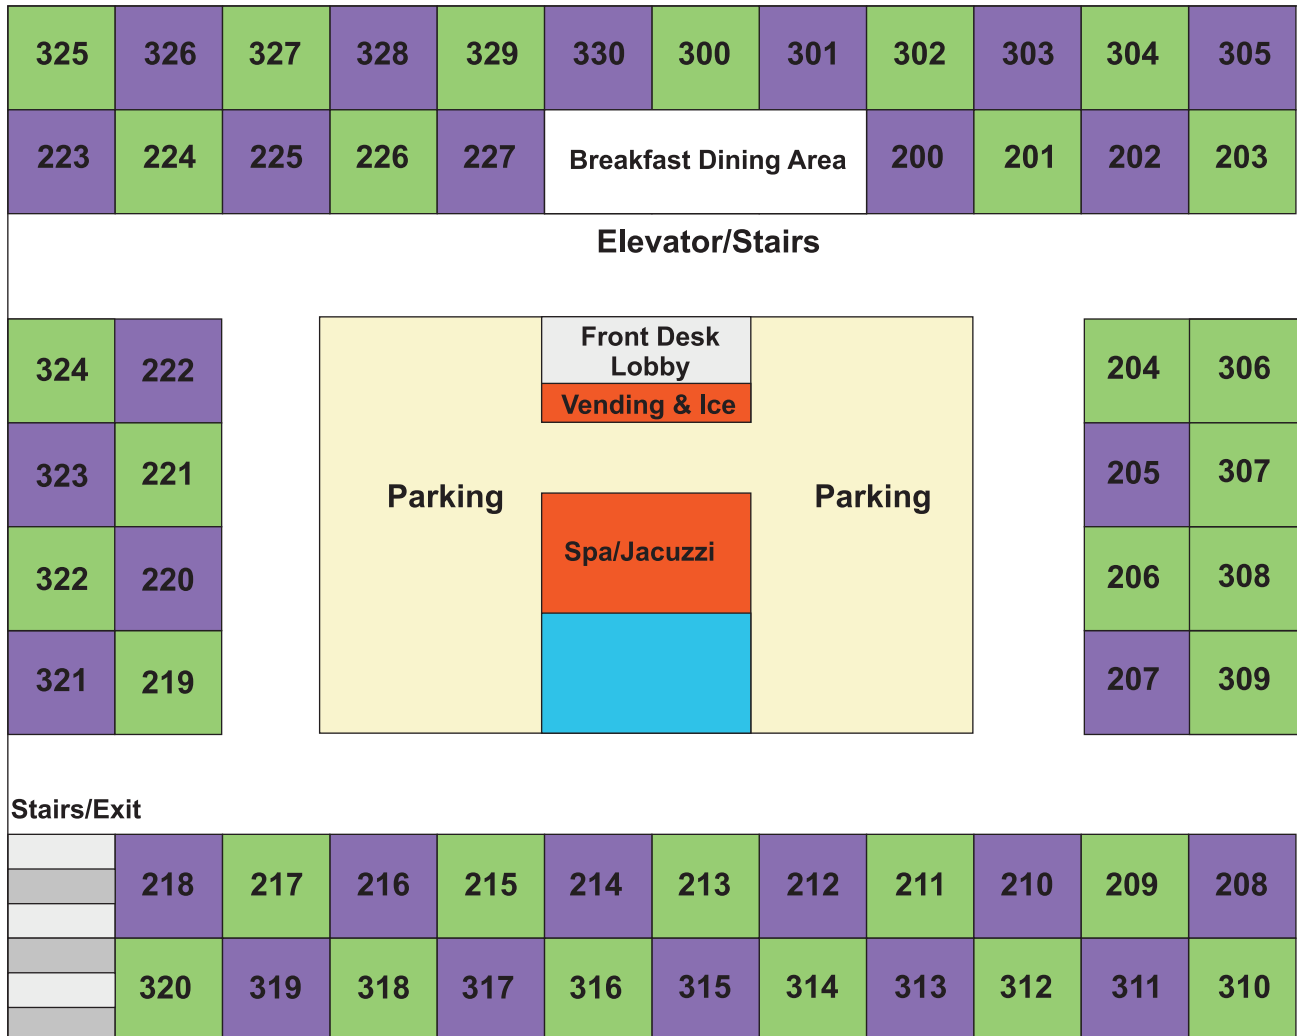 325 326 327 328 329 330 300 301 302 303 304 305
223 224 225 226 227 Breakfast Dining Area 200 201 202 203
Elevator/Stairs
Front Desk
Lobby
Vending & Ice
324 222 204 306
323 221 205 307
Parking Parking
Spa/Jacuzzi
322 220 206 308
321 219 207 309
Stairs/Exit
218 217 216 215 214 213 212 211 210 209 208
320 319 318 317 316 315 314 313 312 311 310